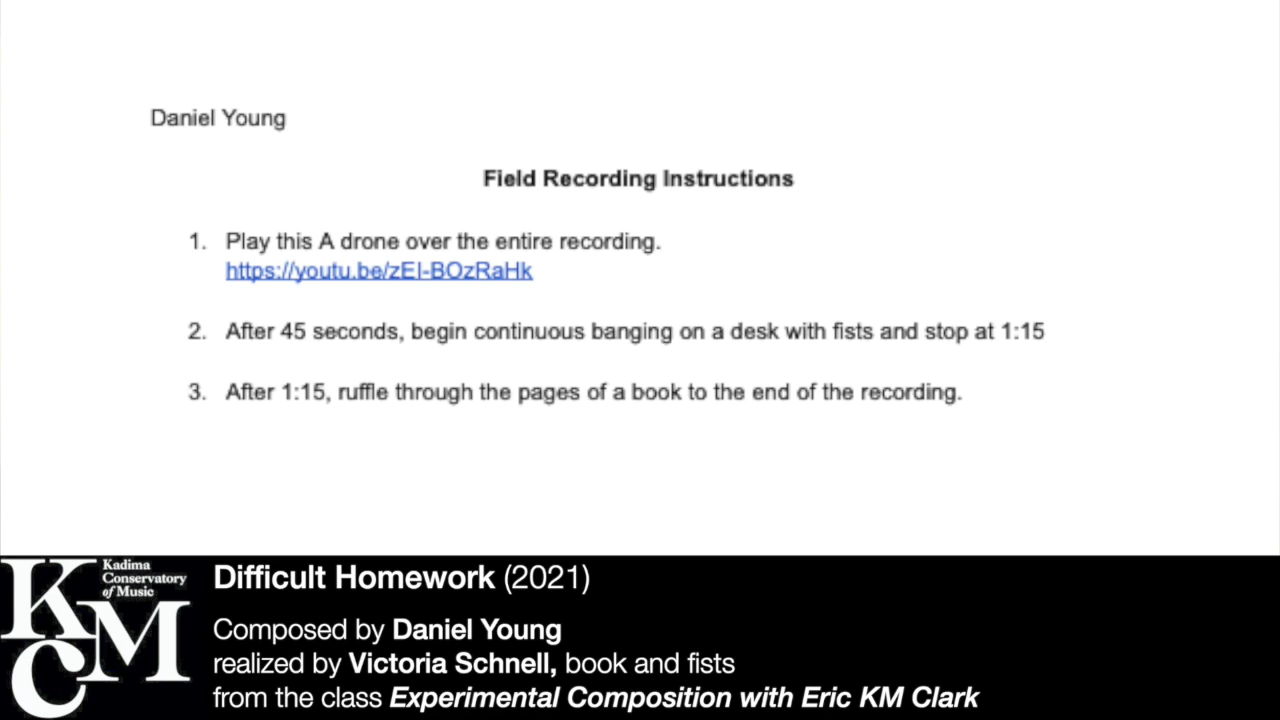 Daniel Young
Field Recording Instructions
1. Play this A drone over the entire recording.
https://youtu.be/zEI-BOzRaHk
2. After 45 seconds, begin continuous banging on a desk with fists and stop at 1:15
3. After 1:15, ruffle through the pages of a book to the end of the recording.
KMC
Kadima
Conservatory
of Music
Difficult Homework (2021)
Composed by Daniel Young
realized by Victoria Schnell, book and fists
from the class Experimental Composition with Eric KM Clark